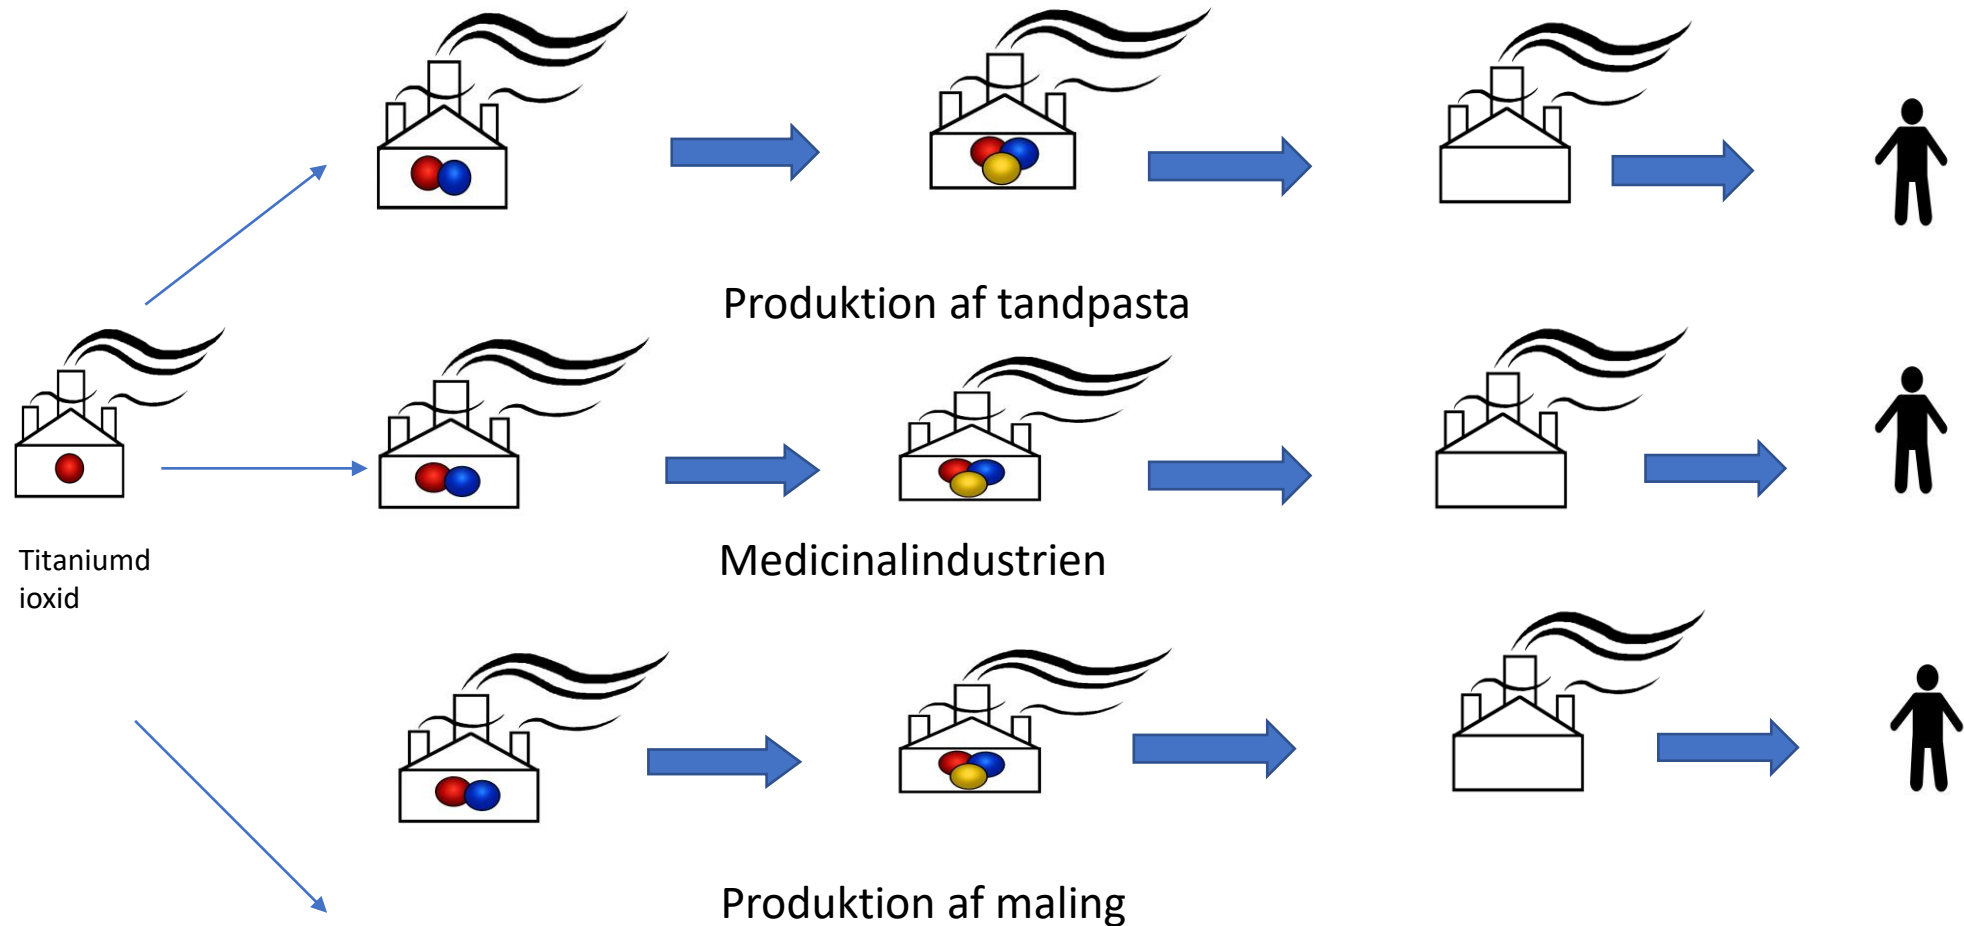 Produktion af tandpasta
Titaniumd
ioxid
Medicinalindustrien
Produktion af maling